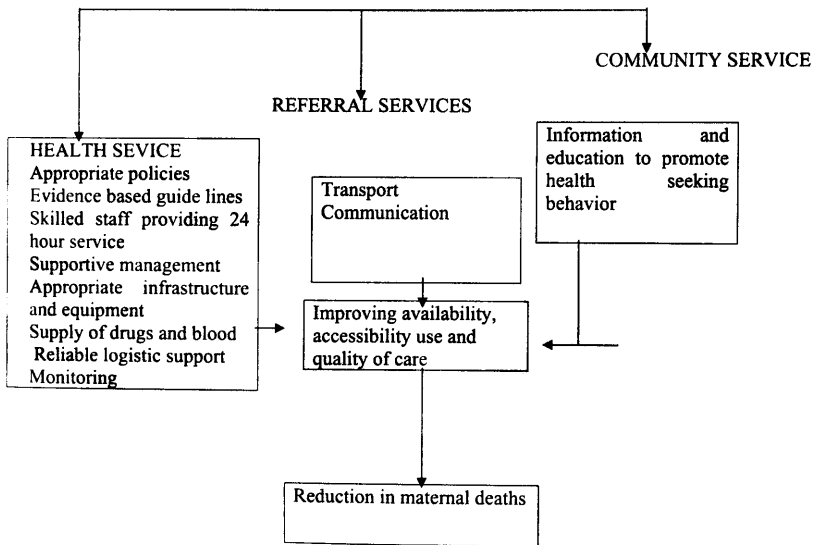 COMMUNITY SERVICE
REFERRAL SERVICES
HEALTH SEVICE
Appropriate policies
Evidence based guide lines
Skilled staff providing 24
hour service
Supportive management
Appropriate infrastructure
and equipment
Supply of drugs and blood
Reliable logistic support
Monitoring
Transport
Communication
Information and
education to promote
health seeking
behavior
Improving availability,
accessibility use and
quality of care
Reduction in maternal deaths